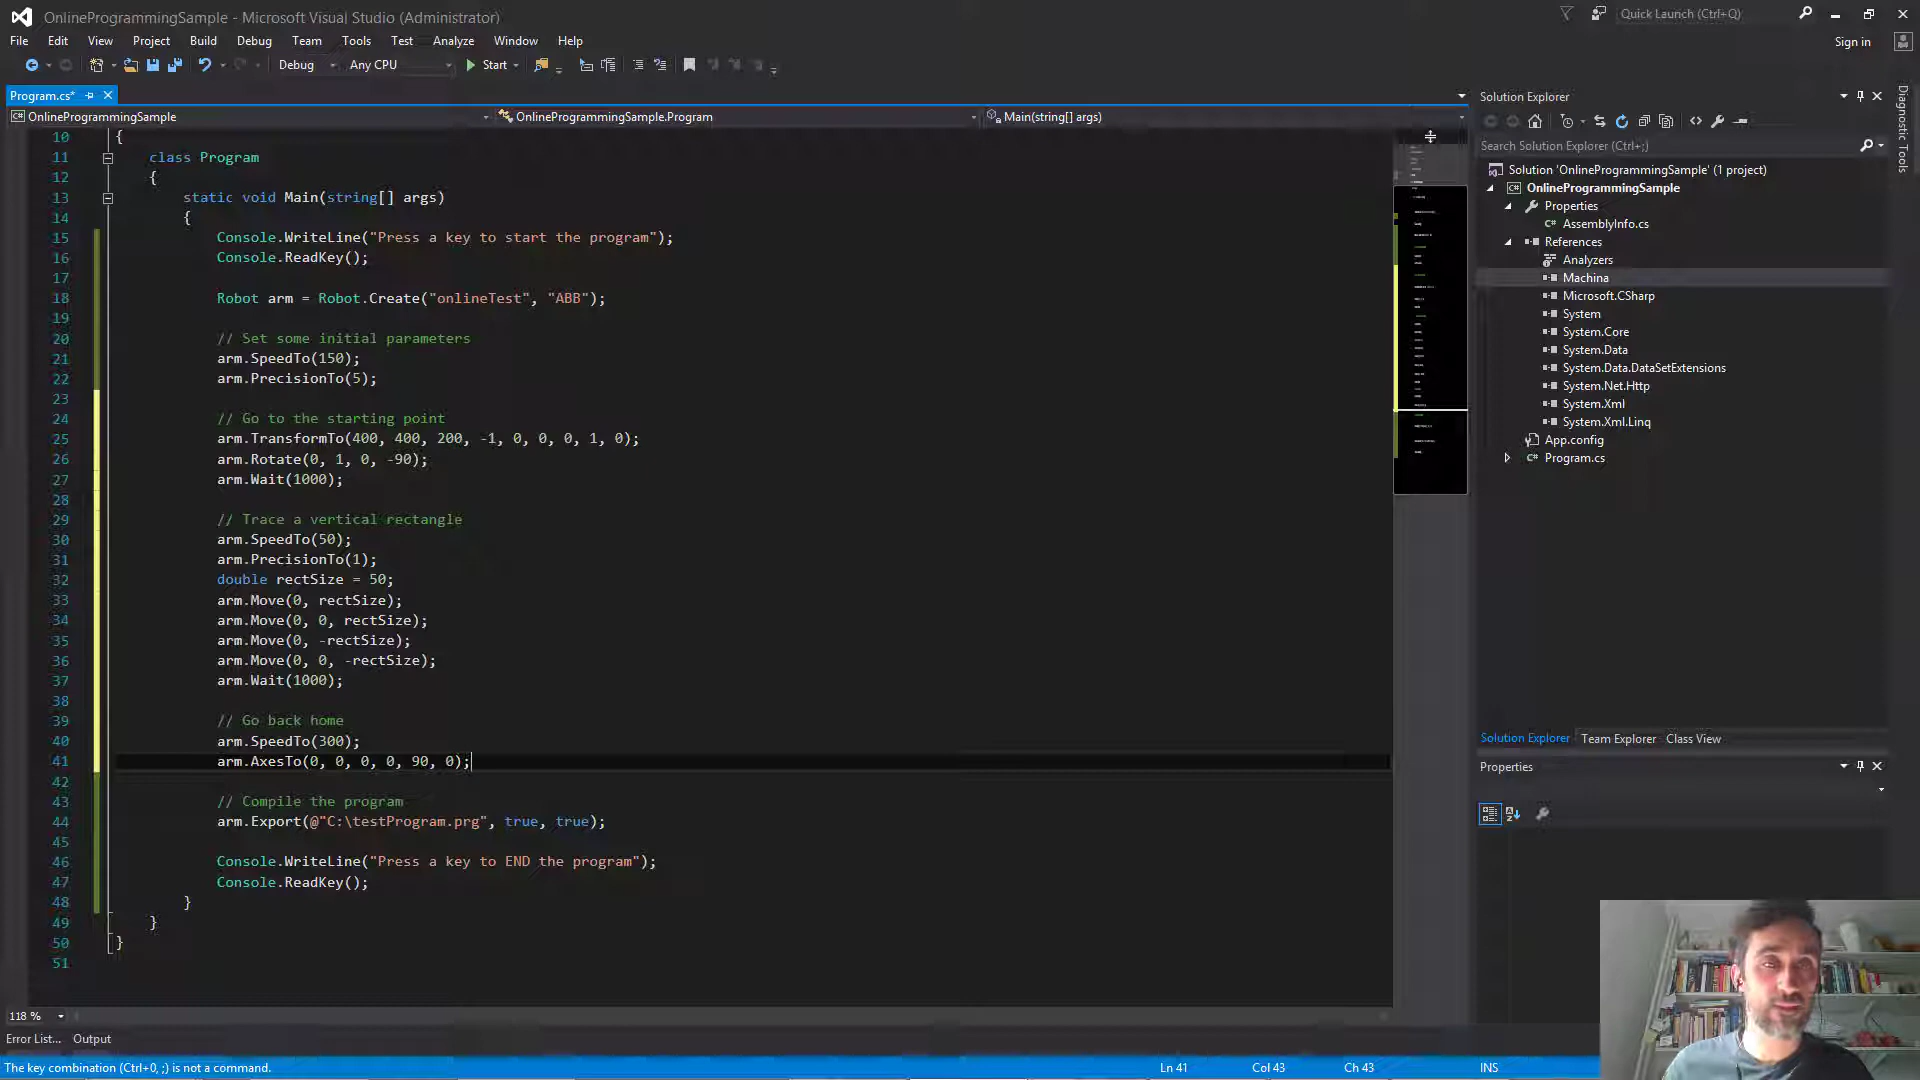 OnlineProgrammingSample - Microsoft Visual Studio (Administrator)
Quick Launch (Ctrl+Q)
File Edit View Project Build Debug Team Tools Test Analyze Window Help
Sign in
Debug Any CPU Start
Program.cs*
OnlineProgrammingSample OnlineProgrammingSample.Program Main(string[] args)
10 {
11 class Program
12 {
13 static void Main(string[] args)
14 {
15 Console.WriteLine("Press a key to start the program");
16 Console.ReadKey();
17
18 Robot arm = Robot.Create("onlineTest", "ABB");
19
20 // Set some initial parameters
21 arm.SpeedTo(150);
22 arm.PrecisionTo(5);
23
24 // Go to the starting point
25 arm.TransformTo(400, 400, 200, -1, 0, 0, 0, 1, 0);
26 arm.Rotate(0, 1, 0, -90);
27 arm.Wait(1000);
28
29 // Trace a vertical rectangle
30 arm.SpeedTo(50);
31 arm.PrecisionTo(1);
32 double rectSize = 50;
33 arm.Move(0, rectSize);
34 arm.Move(0, 0, rectSize);
35 arm.Move(0, -rectSize);
36 arm.Move(0, 0, -rectSize);
37 arm.Wait(1000);
38
39 // Go back home
40 arm.SpeedTo(300);
41 arm.AxesTo(0, 0, 0, 0, 90, 0);
42
43 // Compile the program
44 arm.Export(@"C:\testProgram.prg", true, true);
45
46 Console.WriteLine("Press a key to END the program");
47 Console.ReadKey();
48 }
49 }
50 }
51
118 %
Error List... Output
The key combination (Ctrl+0, ;) is not a command.
Ln 41 Col 43 Ch 43 INS
Solution Explorer
Search Solution Explorer (Ctrl+;)
Solution 'OnlineProgrammingSample' (1 project)
C# OnlineProgrammingSample
Properties
C# AssemblyInfo.cs
References
Analyzers
Machina
Microsoft.CSharp
System
System.Core
System.Data
System.Data.DataSetExtensions
System.Net.Http
System.Xml
System.Xml.Linq
App.config
C# Program.cs
Solution Explorer Team Explorer Class View
Properties
Diagnostic Tools